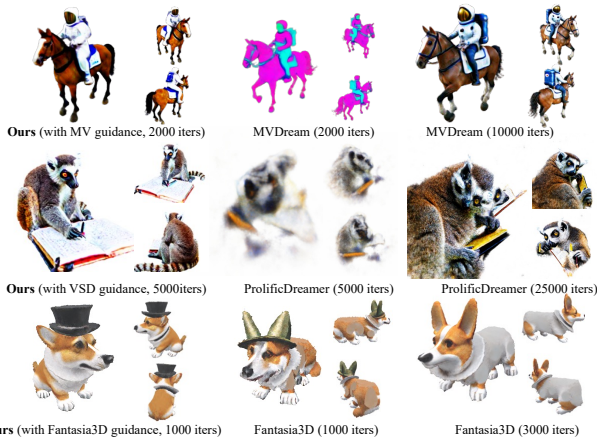 Ours (with MV guidance, 2000 iters) MVDream (2000 iters) MVDream (10000 iters)
Ours (with VSD guidance, 5000iters) ProlificDreamer (5000 iters) ProlificDreamer (25000 iters)
urs (with Fantasia3D guidance, 1000 iters) Fantasia3D (1000 iters) Fantasia3D (3000 iters)